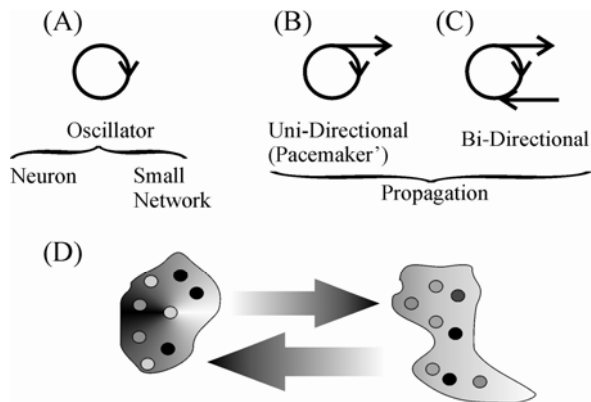 (A)
(B)
(C)
Oscillator
Neuron
Small
Network
Uni-Directional
(Pacemaker')
Bi-Directional
Propagation
(D)